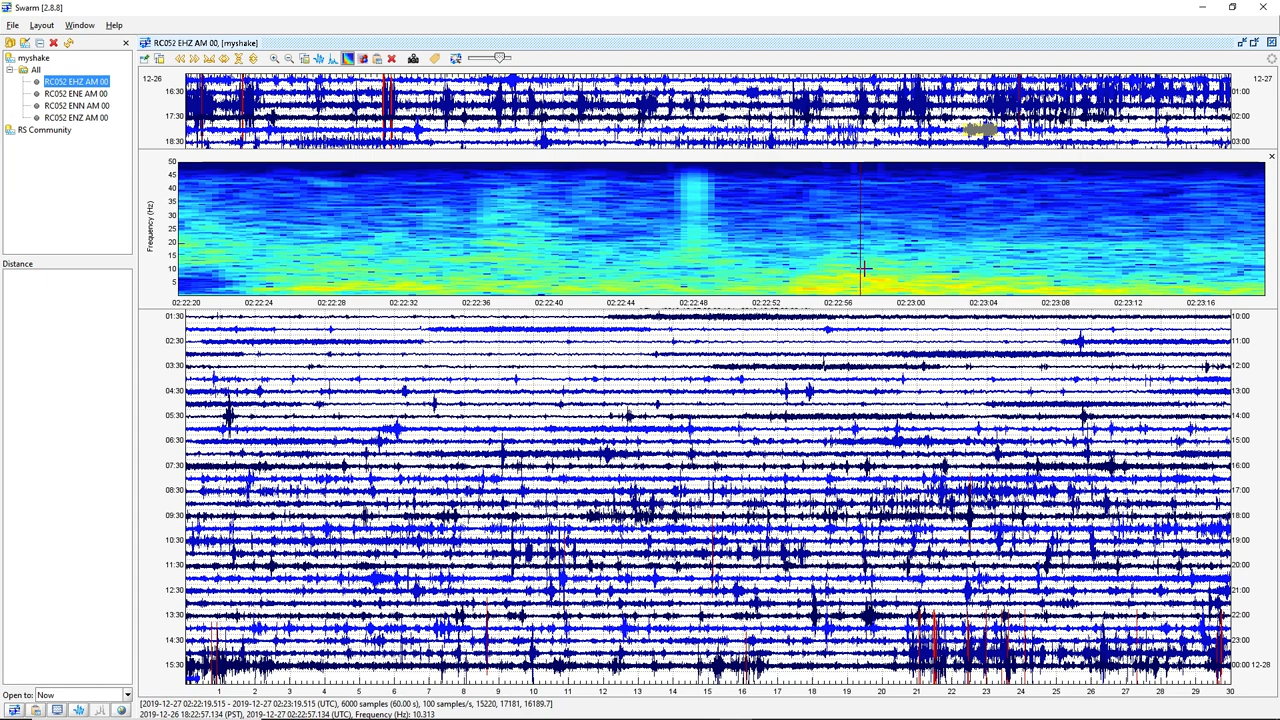 Swarm [2.8.8]
File Layout Window Help
RC052 EHZ AM 00, [myshake]
myshake
All
RC052 EHZ AM 00
RC052 ENE AM 00
RC052 ENN AM 00
RC052 ENZ AM 00
RS Community
Distance
Open to: Now
12-26 12-27
16:30 01:00
17:30 02:00
18:30 03:00
Frequency (Hz)
50
45
40
35
30
25
20
15
10
5
02:22:20 02:22:24 02:22:28 02:22:32 02:22:36 02:22:40 02:22:44 02:22:48 02:22:52 02:22:56 02:23:00 02:23:04 02:23:08 02:23:12 02:23:16
01:30 10:00
02:30 11:00
03:30 12:00
04:30 13:00
05:30 14:00
06:30 15:00
07:30 16:00
08:30 17:00
09:30 18:00
10:30 19:00
11:30 20:00
12:30 21:00
13:30 22:00
14:30 23:00
15:30 00:00 12-28
1 2 3 4 5 6 7 8 9 10 11 12 13 14 15 16 17 18 19 20 21 22 23 24 25 26 27 28 29 30
[2019-12-27 02:22:19.515 - 2019-12-27 02:23:19.515 (UTC), 6000 samples (60.00 s), 100 samples/s, 15220, 17181, 16189.7]
2019-12-26 18:22:57.134 (PST), 2019-12-27 02:22:57.134 (UTC), Frequency (Hz): 10.313